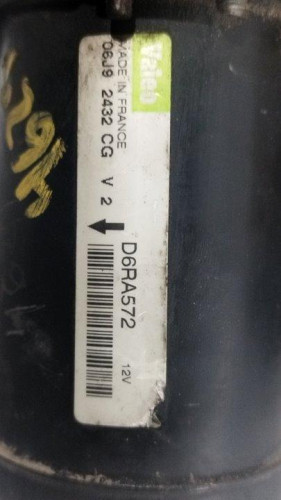 Valeo
MADE IN FRANCE
06J9 2432 CG V 2
D6RA572
12V